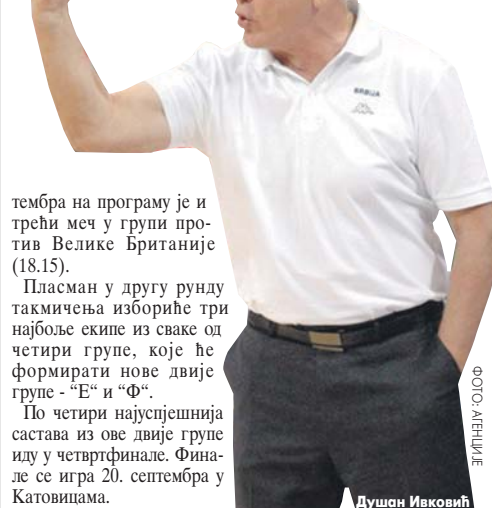 тембра на програму је и
трећи меч у групи про-
тив Велике Британије
(18.15).
Пласман у другу рунду
такмичења избориће три
најбоље екипе из сваке од
четири групе, које ће
формирати нове двије
групе - “Е“ и “Ф“.
По четири најуспјешнија
састава из ове двије групе
иду у четвртфинале. Фина-
ле се игра 20. септембра у
Катовицама.
SRBIJA
ФОТО: АГЕНЦИЈЕ
Душан Ивковић